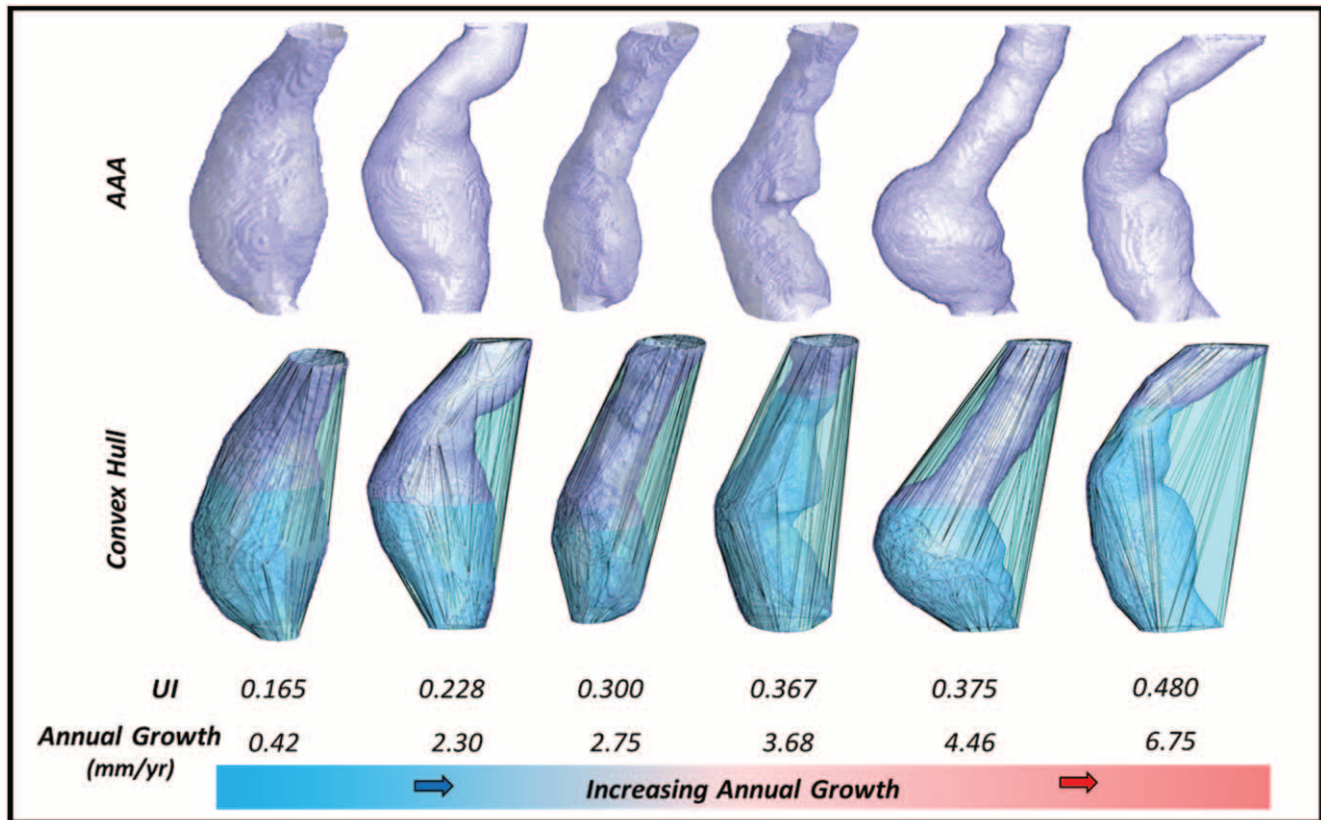 AAA
Convex Hull
UI 0.165 0.228 0.300 0.367 0.375 0.480
Annual Growth 0.42 2.30 2.75 3.68 4.46 6.75
(mm/yr)
Increasing Annual Growth